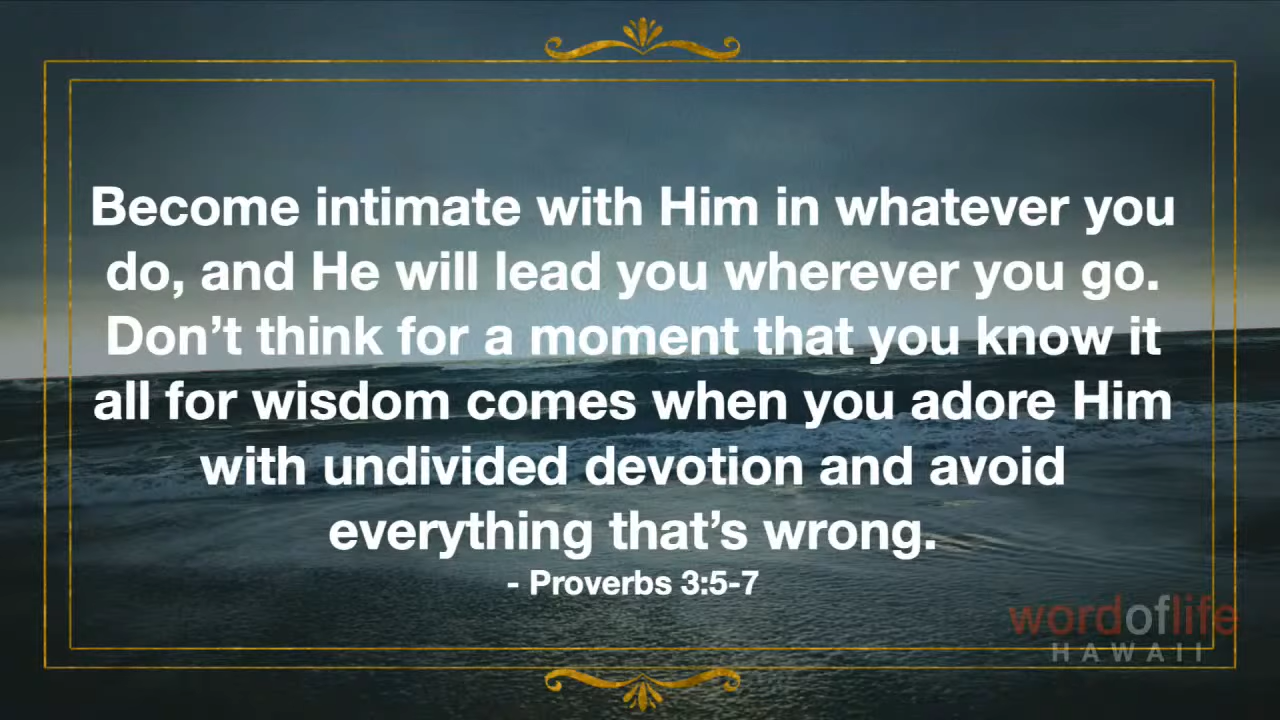 Become intimate with Him in whatever you
do, and He will lead you wherever you go.
Don’t think for a moment that you know it
all for wisdom comes when you adore Him
with undivided devotion and avoid
everything that’s wrong.
- Proverbs 3:5-7
wordoflife
HAWAII